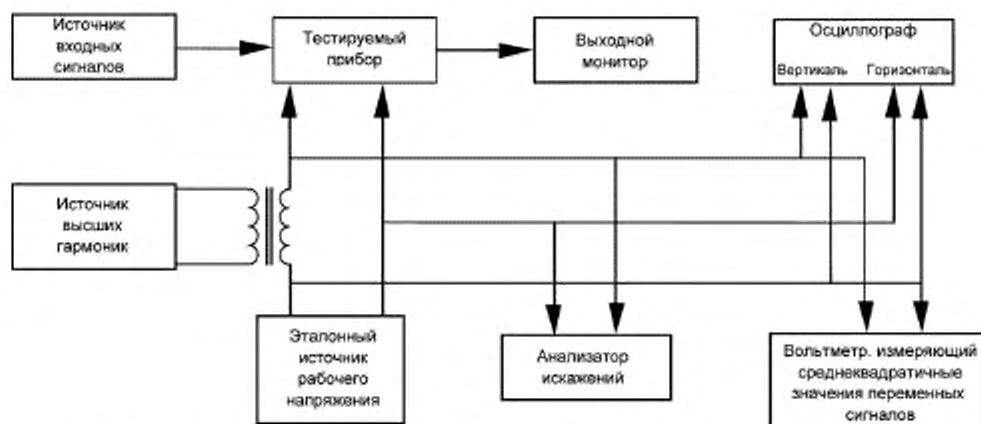 Источник
входных
сигналов
Тестируемый
прибор
Выходной
монитор
Осциллограф
Вертикаль Горизонталь
Источник
высших
гармоник
Эталонный
источник
рабочего
напряжения
Анализатор
искажений
Вольтметр. измеряющий
среднеквадратичные
значения переменных
сигналов